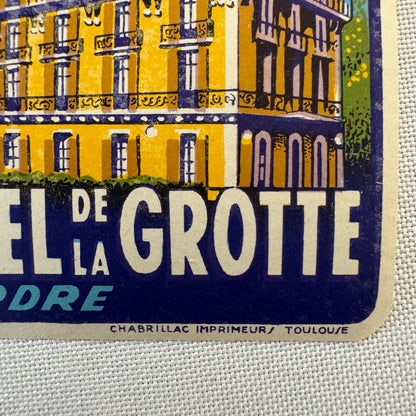 EL DE LA GROTTE
RDRE
CHABRILLAC IMPRIMEURS TOULOUSE